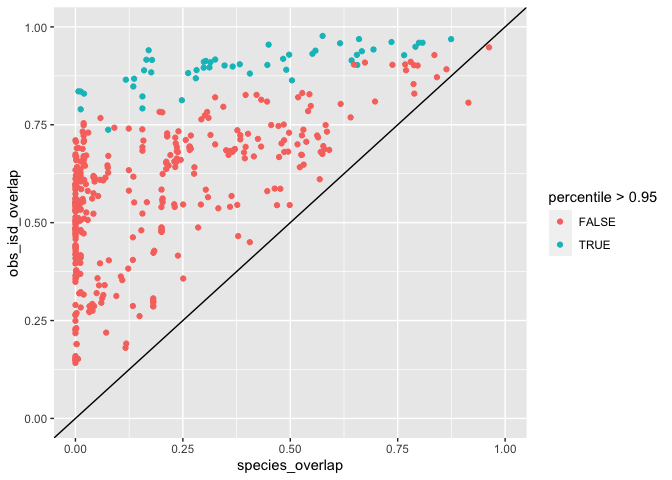 1.00
0.75
0.50
0.25
0.00
obs_isd_overlap
0.00 0.25 0.50 0.75 1.00
species_overlap
percentile > 0.95
FALSE
TRUE